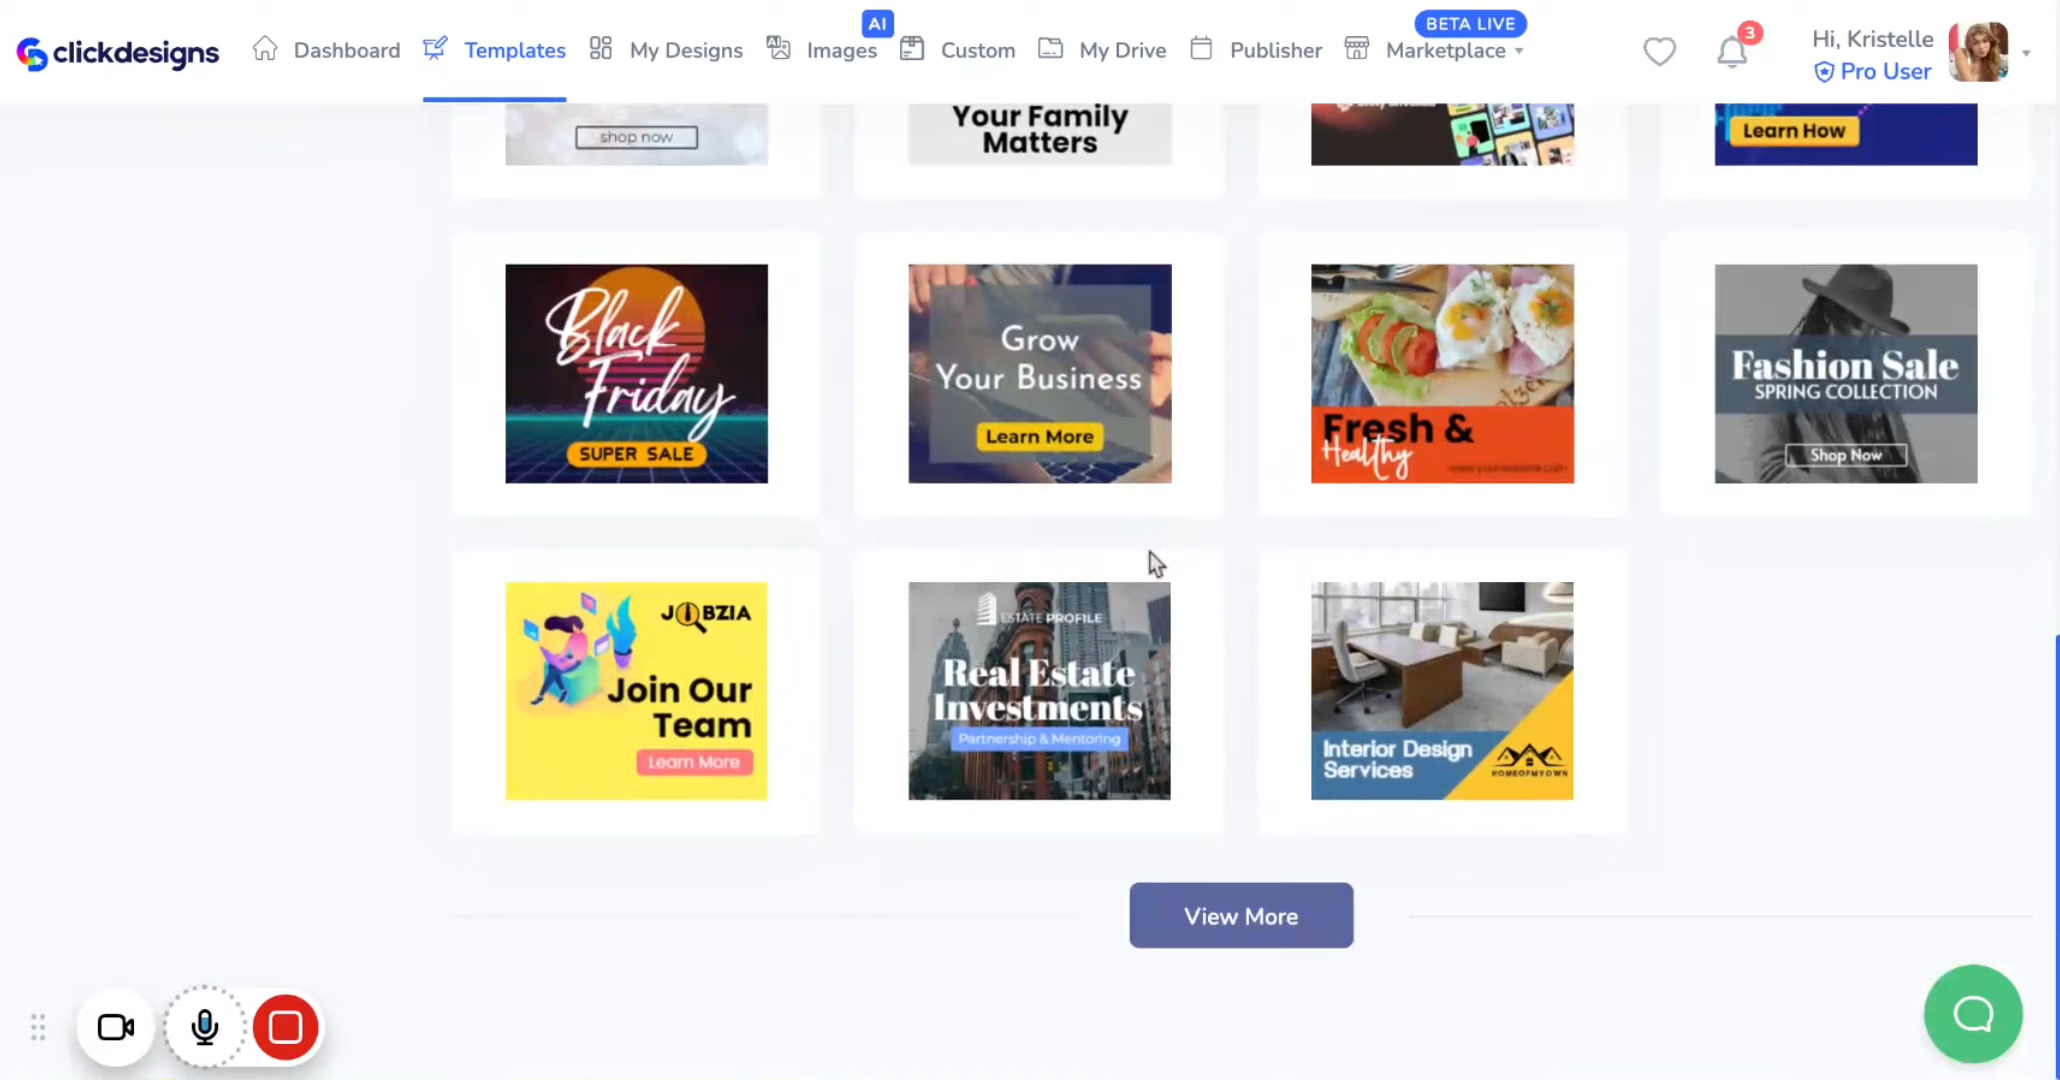 AI
BETA LIVE
3
clickdesigns
Dashboard
Templates
My Designs
Images
Custom
My Drive
Publisher
Marketplace
Hi, Kristelle
Pro User
shop now
Your Family
Matters
Learn How
Black
Friday
SUPER SALE
Grow
Your Business
Learn More
Fresh &
Healthy
Fashion Sale
SPRING COLLECTION
Shop Now
JOBZIA
Join Our
Team
Learn More
ESTATE PROFILE
Real Estate
Investments
Partnership & Mentoring
Interior Design
Services
HOMEOFMYOWN
View More